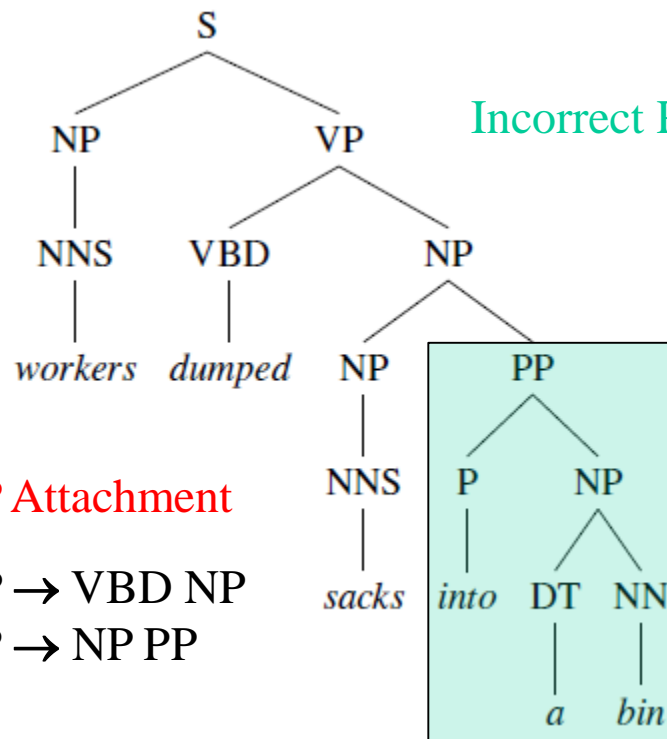 S
Incorrect
NP VP
NNS VBD NP
workers dumped NP PP
Attachment
NNS P NP
→ VBD NP
sacks into DT NN
→ NP PP
a bin